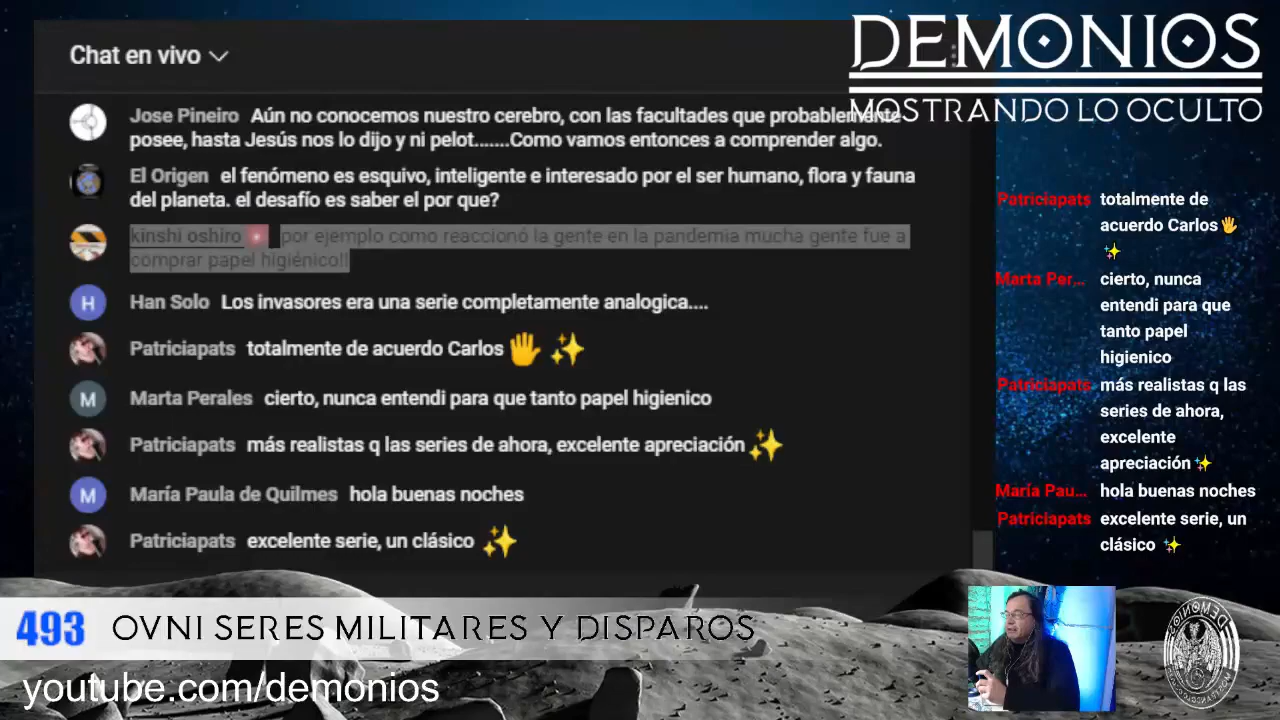 Chat en vivo
DEMONIOS
MOSTRANDO LO OCULTO
Jose Pineiro Aún no conocemos nuestro cerebro, con las facultades que probablemente
posee, hasta Jesús nos lo dijo y ni pelot.......Como vamos entonces a comprender algo.
El Origen el fenómeno es esquivo, inteligente e interesado por el ser humano, flora y fauna
del planeta. el desafío es saber el por que?
kinshi oshiro por ejemplo como reaccionó la gente en la pandemia mucha gente fue a
comprar papel higiénico!!
H
Han Solo Los invasores era una serie completamente analogica....
Patriciapats totalmente de acuerdo Carlos 🖐✨
M
Marta Perales cierto, nunca entendi para que tanto papel higienico
Patriciapats más realistas q las series de ahora, excelente apreciación ✨
M
María Paula de Quilmes hola buenas noches
Patriciapats excelente serie, un clásico ✨
Patriciapats totalmente de
acuerdo Carlos 🖐
✨
Marta Per... cierto, nunca
entendi para que
tanto papel
higienico
Patriciapats más realistas q las
series de ahora,
excelente
apreciación ✨
María Pau... hola buenas noches
Patriciapats excelente serie, un
clásico ✨
493 OVNI SERES MILITARES Y DISPAROS
youtube.com/demonios
DEMONIOS